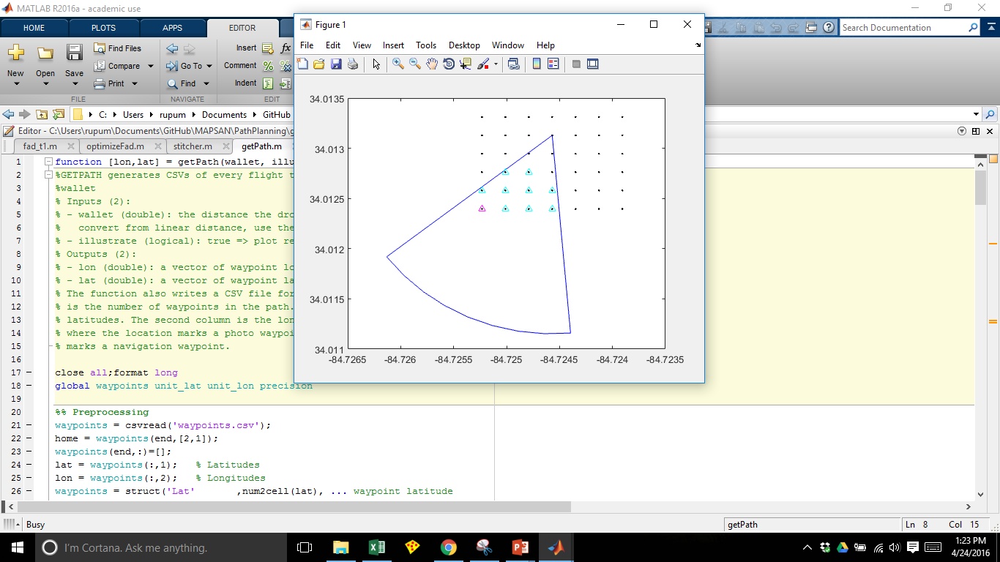 MATLAB R2016a - academic use
HOME PLOTS APPS EDITOR
Search Documentation
New Open Save
Find Files
Compare
Print
Go To
Find
Insert fx
Comment
Indent
FILE NAVIGATE EDIT
C: Users rupum Documents GitHub
Editor - C:\Users\rupum\Documents\GitHub\MAPSAN\PathPlanning\g
fad_t1.m optimizeFad.m stitcher.m getPath.m
1 function [lon,lat] = getPath(wallet, illu
2 %GETPATH generates CSVs of every flight t
3 %wallet
4 % Inputs (2):
5 % - wallet (double): the distance the dro
6 % convert from linear distance, use the
7 % - illustrate (logical): true => plot re
8 % Outputs (2):
9 % - lon (double): a vector of waypoint lo
10 % - lat (double): a vector of waypoint la
11 % The function also writes a CSV file for
12 % is the number of waypoints in the path.
13 % latitudes. The second column is the lon
14 % where the location marks a photo waypoi
15 % marks a navigation waypoint.
16
17 close all;format long
18 global waypoints unit_lat unit_lon precision
19
20 %% Preprocessing
21 waypoints = csvread('waypoints.csv');
22 home = waypoints(end,[2,1]);
23 waypoints(end,:)=[];
24 lat = waypoints(:,1); % Latitudes
25 lon = waypoints(:,2); % Longitudes
26 waypoints = struct('Lat' ,num2cell(lat), ... waypoint latitude
Figure 1
File Edit View Insert Tools Desktop Window Help
34.0135
34.013
34.0125
34.012
34.0115
34.011
-84.7265 -84.726 -84.7255 -84.725 -84.7245 -84.724 -84.7235
Busy
getPath
Ln 8 Col 15
I'm Cortana. Ask me anything.
1:23 PM
4/24/2016